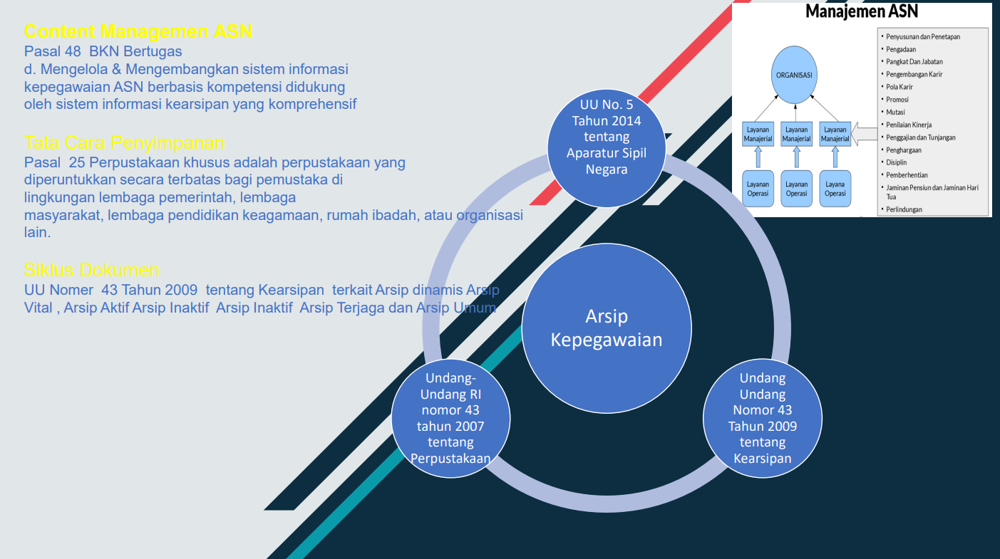 Content Managemen ASN
Pasal 48  BKN Bertugas
d. Mengelola & Mengembangkan sistem informasi
kepegawaian ASN berbasis kompetensi didukung
oleh sistem informasi kearsipan yang komprehensif
Tata Cara Penyimpanan
Pasal  25 Perpustakaan khusus adalah perpustakaan yang
diperuntukkan secara terbatas bagi pemustaka di
lingkungan lembaga pemerintah, lembaga
masyarakat, lembaga pendidikan keagamaan, rumah ibadah, atau organisasi
lain.
Siklus Dokumen
UU Nomer  43 Tahun 2009  tentang Kearsipan  terkait Arsip dinamis Arsip
Vital , Arsip Aktif Arsip Inaktif  Arsip Inaktif  Arsip Terjaga dan Arsip Umum
UU No. 5
Tahun 2014
tentang
Aparatur Sipil
Negara
Arsip
Kepegawaian
Undang-
Undang RI
nomor 43
tahun 2007
tentang
Perpustakaan
Undang
Undang
Nomor 43
Tahun 2009
tentang
Kearsipan
Manajemen ASN
ORGANISASI
Layanan
Manajerial
Layanan
Manajerial
Layanan
Manajerial
Layanan
Operasi
Layanan
Operasi
Layana
Operasi
• Penyusunan dan Penetapan
• Pengadaan
• Pangkat Dan Jabatan
• Pengembangan Karir
• Pola Karir
• Promosi
• Mutasi
• Penilaian Kinerja
• Penggajian dan Tunjangan
• Penghargaan
• Disiplin
• Pemberhentian
• Jaminan Pensiun dan Jaminan Hari
Tua
• Perlindungan